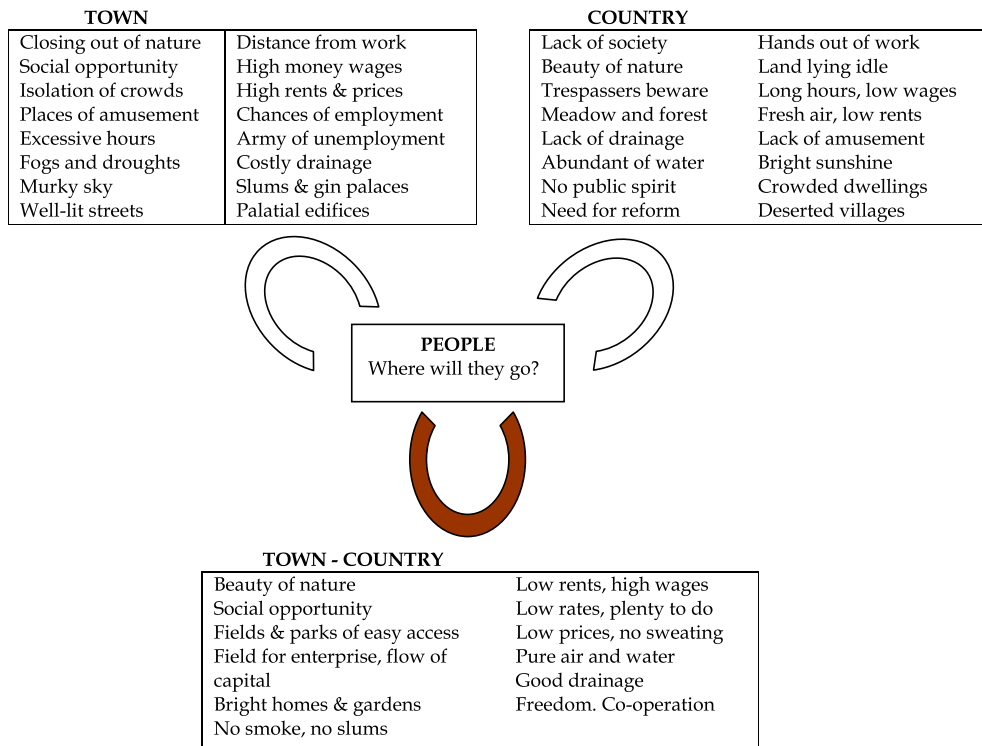 TOWN
Closing out of nature
Social opportunity
Isolation of crowds
Places of amusement
Excessive hours
Fogs and droughts
Murky sky
Well-lit streets
Distance from work
High money wages
High rents & prices
Chances of employment
Army of unemployment
Costly drainage
Slums & gin palaces
Palatial edifices
COUNTRY
Lack of society
Beauty of nature
Trespassers beware
Meadow and forest
Lack of drainage
Abundant of water
No public spirit
Need for reform
Hands out of work
Land lying idle
Long hours, low wages
Fresh air, low rents
Lack of amusement
Bright sunshine
Crowded dwellings
Deserted villages
PEOPLE
Where will they go?
TOWN - COUNTRY
Beauty of nature
Social opportunity
Fields & parks of easy access
Field for enterprise, flow of
capital
Bright homes & gardens
No smoke, no slums
Low rents, high wages
Low rates, plenty to do
Low prices, no sweating
Pure air and water
Good drainage
Freedom. Co-operation